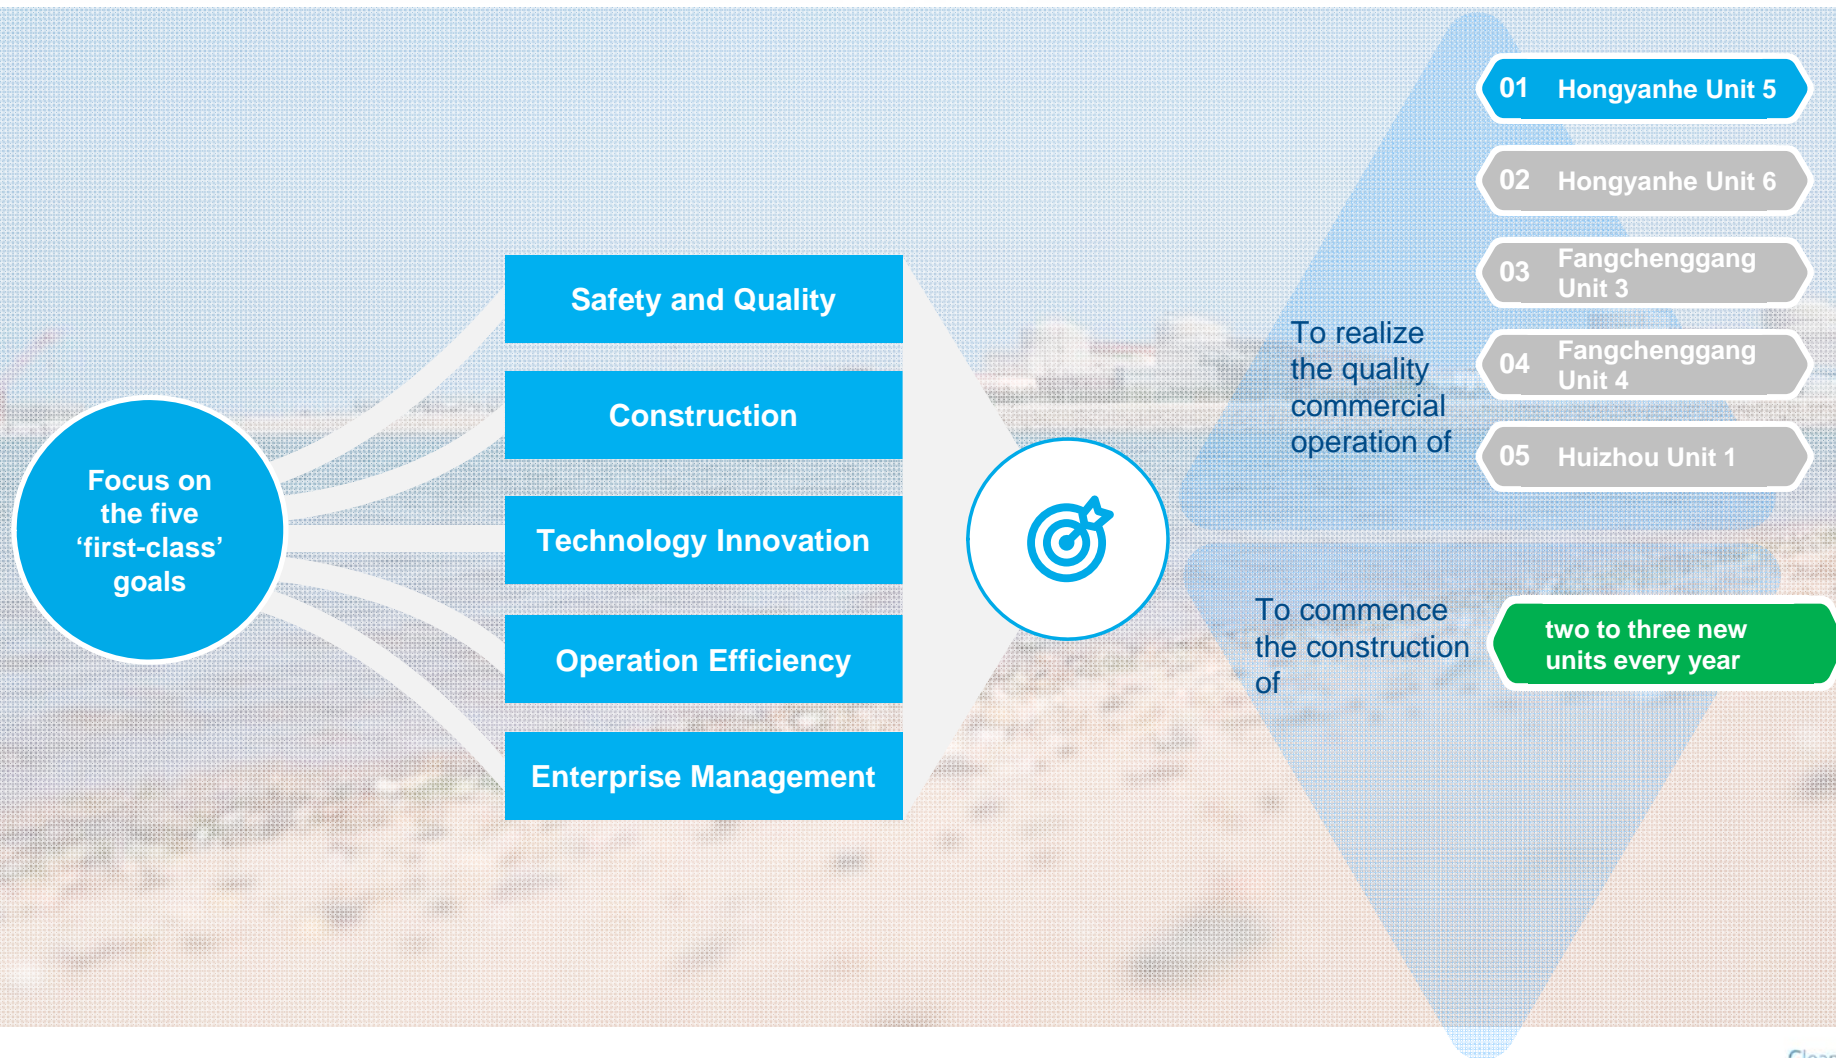 Focus on
the five
‘first-class’
goals
Safety and Quality
Construction
Technology Innovation
Operation Efficiency
Enterprise Management
To realize
the quality
commercial
operation of
01 Hongyanhe Unit 5
02 Hongyanhe Unit 6
03 Fangchenggang
Unit 3
04 Fangchenggang
Unit 4
05 Huizhou Unit 1
To commence
the construction
of
two to three new
units every year